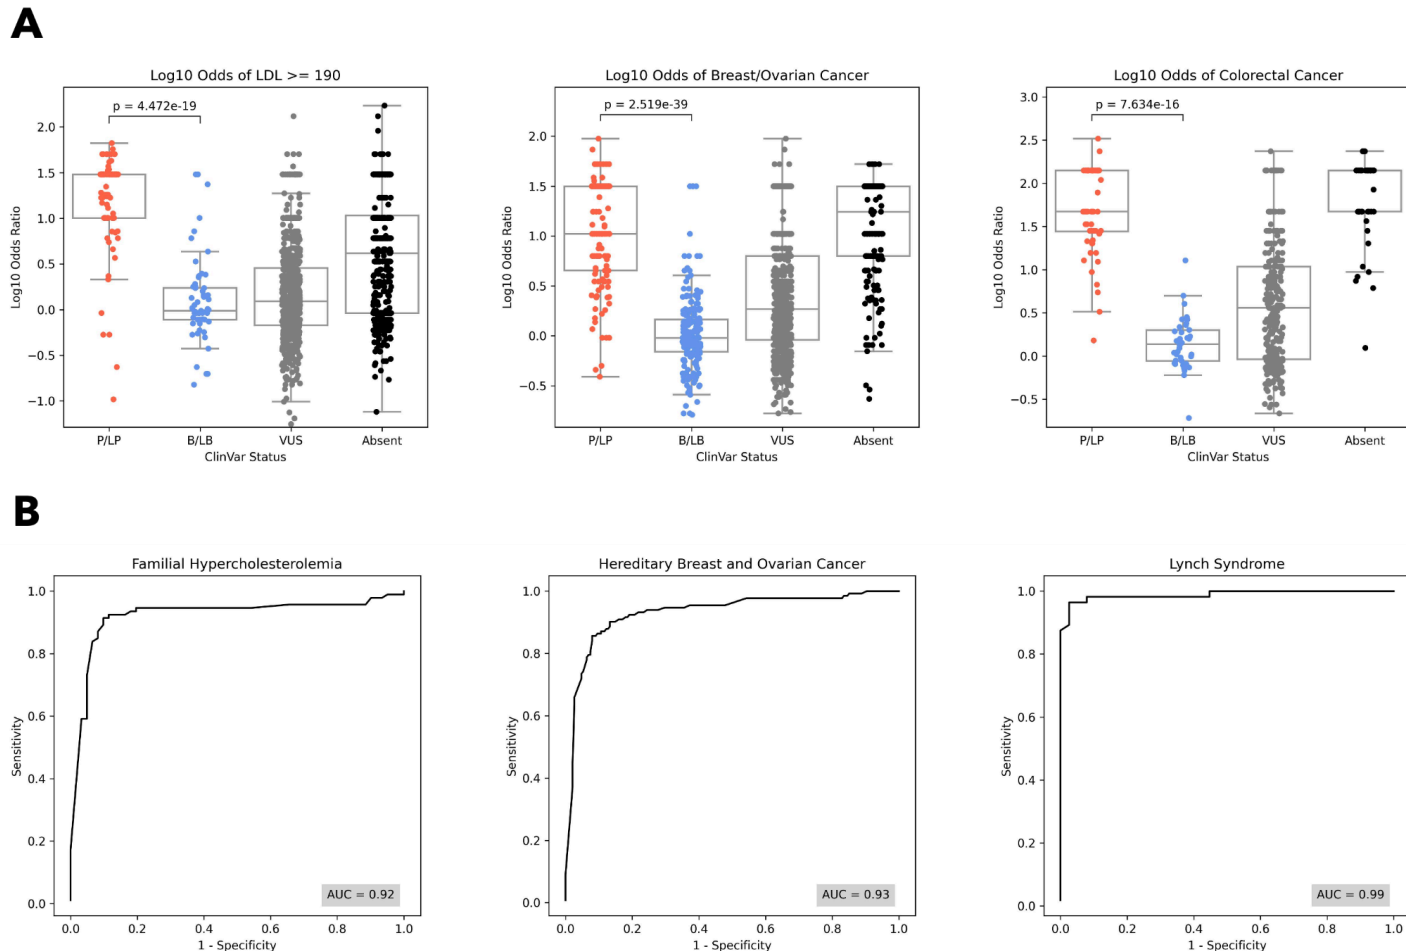 A
Log10 Odds of LDL >= 190
p = 4.472e-19
2.0
1.5
1.0
0.5
0.0
−0.5
−1.0
Log10 Odds Ratio
P/LP B/LB VUS Absent
ClinVar Status
Log10 Odds of Breast/Ovarian Cancer
p = 2.519e-39
2.0
1.5
1.0
0.5
0.0
−0.5
Log10 Odds Ratio
P/LP B/LB VUS Absent
ClinVar Status
Log10 Odds of Colorectal Cancer
p = 7.634e-16
3.0
2.5
2.0
1.5
1.0
0.5
0.0
−0.5
Log10 Odds Ratio
P/LP B/LB VUS Absent
ClinVar Status
B
Familial Hypercholesterolemia
1.0
0.8
0.6
0.4
0.2
0.0
Sensitivity
AUC = 0.92
0.0 0.2 0.4 0.6 0.8 1.0
1 - Specificity
Hereditary Breast and Ovarian Cancer
1.0
0.8
0.6
0.4
0.2
0.0
Sensitivity
AUC = 0.93
0.0 0.2 0.4 0.6 0.8 1.0
1 - Specificity
Lynch Syndrome
1.0
0.8
0.6
0.4
0.2
0.0
Sensitivity
AUC = 0.99
0.0 0.2 0.4 0.6 0.8 1.0
1 - Specificity